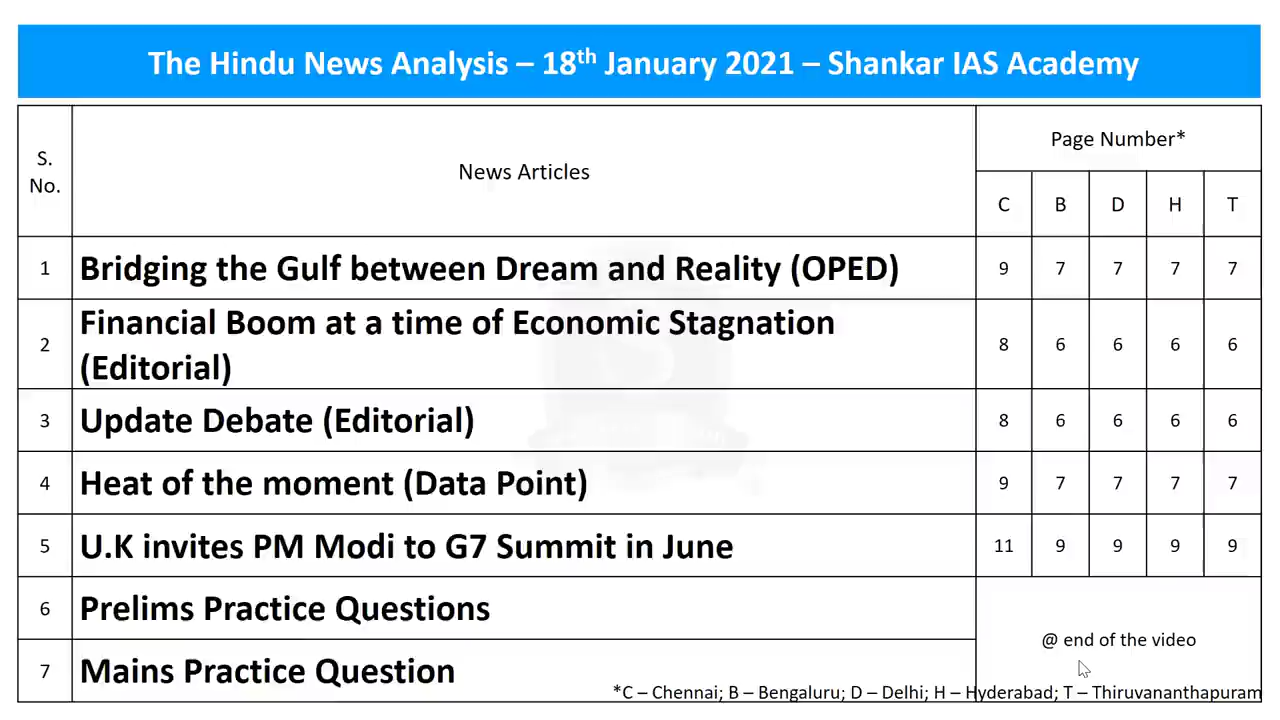 The Hindu News Analysis – 18th January 2021 – Shankar IAS Academy
S. No.
News Articles
Page Number*
C B D H T
1 Bridging the Gulf between Dream and Reality (OPED) 9 7 7 7 7
2 Financial Boom at a time of Economic Stagnation
(Editorial) 8 6 6 6 6
3 Update Debate (Editorial) 8 6 6 6 6
4 Heat of the moment (Data Point) 9 7 7 7 7
5 U.K invites PM Modi to G7 Summit in June 11 9 9 9 9
6 Prelims Practice Questions
@ end of the video
7 Mains Practice Question
*C – Chennai; B – Bengaluru; D – Delhi; H – Hyderabad; T – Thiruvananthapuram